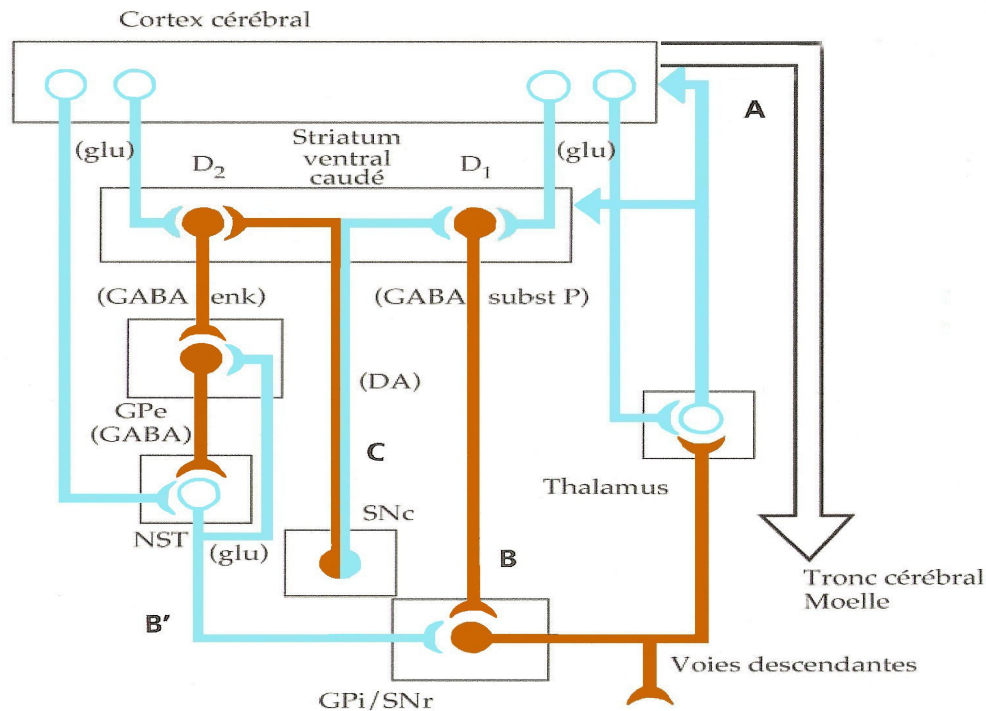 Cortex cérébral
A
(glu)
D2
Striatum
ventral
caudé
D1
(glu)
(GABA enk)
(GABA subst P)
(DA)
GPe
(GABA)
C
Thalamus
SNc
NST
(glu)
B
B'
Tronc cérébral
Moelle
Voies descendantes
GPi/SNr